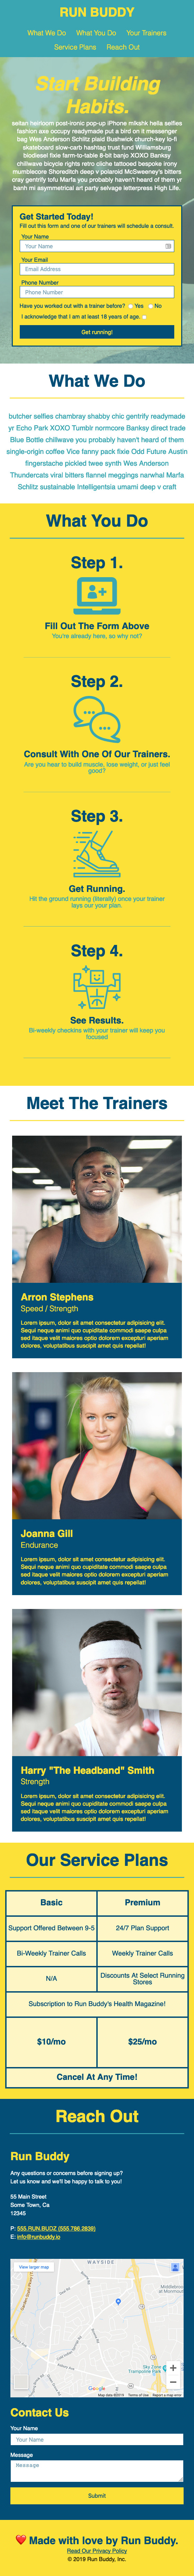 RUN BUDDY
What We Do What You Do Your Trainers
Service Plans Reach Out
Start Building
Habits.
seitan heirloom post-ironic pop-up iPhone mlkshk hella selfies
fashion axe occupy readymade put a bird on it messenger
bag Wes Anderson Schlitz plaid Bushwick church-key lo-fi
skateboard slow-carb hashtag trust fund Williamsburg
biodiesel fixie farm-to-table 8-bit banjo XOXO Banksy
chillwave bicycle rights retro cliche tattooed bespoke irony
mumblecore Shoreditch deep v polaroid McSweeney's bitters
cray gentrify tofu Marfa you probably haven't heard of them yr
banh mi asymmetrical art party selvage letterpress High Life.
Get Started Today!
Fill out this form and one of our trainers will schedule a consult.
Your Name
Your Name
Your Email
Email Address
Phone Number
Phone Number
Have you worked out with a trainer before? Yes No
I acknowledge that I am at least 18 years of age.
Get running!
What We Do
butcher selfies chambray shabby chic gentrify readymade
yr Echo Park XOXO Tumblr normcore Banksy direct trade
Blue Bottle chillwave you probably haven't heard of them
single-origin coffee Vice fanny pack fixie Odd Future Austin
fingerstache pickled twee synth Wes Anderson
Thundercats viral bitters flannel meggings narwhal Marfa
Schlitz sustainable Intelligentsia umami deep v craft
What You Do
Step 1.
Fill Out The Form Above
You're already here, so why not?
Step 2.
Consult With One Of Our Trainers.
Are you hear to build muscle, lose weight, or just feel
good?
Step 3.
Get Running.
Hit the ground running (literally) once your trainer
lays our your plan
Step 4.
See Results.
Bi-weekly checkins with your trainer will keep you
focused
Meet The Trainers
Arron Stephens
Speed / Strength
Lorem ipsum, dolor sit amet consectetur adipisicing elit.
Sequi neque animi quo cupiditate commodi saepe culpa
sed itaque velit maiores optio dolorem excepturi aperiam
dolores, voluptatibus suscipit amet quis repellat!
Joanna Gill
Endurance
Lorem ipsum, dolor sit amet consectetur adipisicing elit.
Sequi neque animi quo cupiditate commodi saepe culpa
sed itaque velit maiores optio dolorem excepturi aperiam
dolores, voluptatibus suscipit amet quis repellat!
Harry "The Headband" Smith
Strength
Lorem ipsum, dolor sit amet consectetur adipisicing elit.
Sequi neque animi quo cupiditate commodi saepe culpa
sed itaque velit maiores optio dolorem excepturi aperiam
dolores, voluptatibus suscipit amet quis repellat!
Our Service Plans
Basic Premium
Support Offered Between 9-5 24/7 Plan Support
Bi-Weekly Trainer Calls Weekly Trainer Calls
N/A Discounts At Select Running
Stores
Subscription to Run Buddy's Health Magazine!
$10/mo $25/mo
Cancel At Any Time!
Reach Out
Run Buddy
Any questions or concerns before signing up?
Let us know and we'll be happy to talk to you!
55 Main Street
Some Town, Ca
12345
P: 555.RUN.BUDZ (555.786.2839)
E: info@runbuddy.io
View larger map
WAYSIDE
Middlebrook
at Monmouth
Sky Zone
Trampoline Park
Google
Map data ©2019 Terms of Use Report a map error
Contact Us
Your Name
Your Name
Message
Message
Submit
❤️ Made with love by Run Buddy.
Read Our Privacy Policy
© 2019 Run Buddy, Inc.